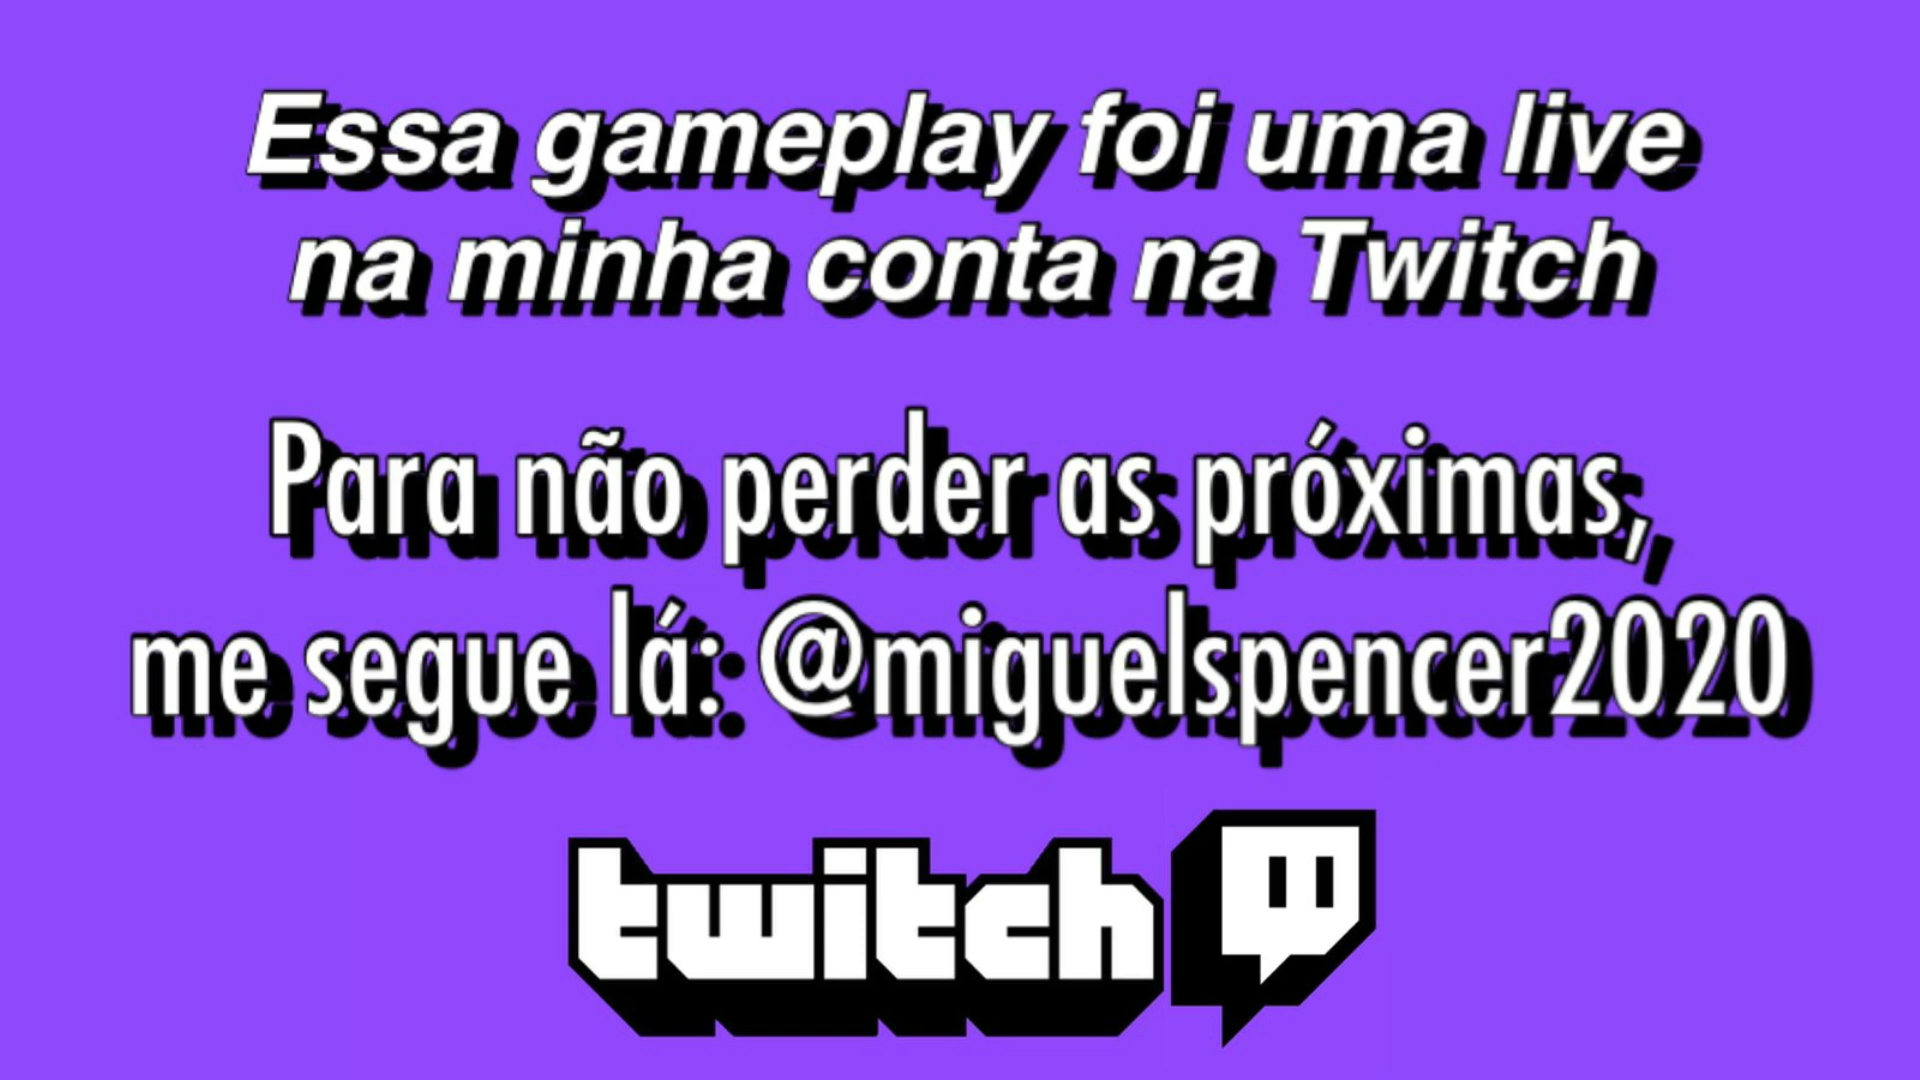 Essa gameplay foi uma live
na minha conta na Twitch
Para não perder as próximas,
me segue lá: @miguelspencer2020
twitch